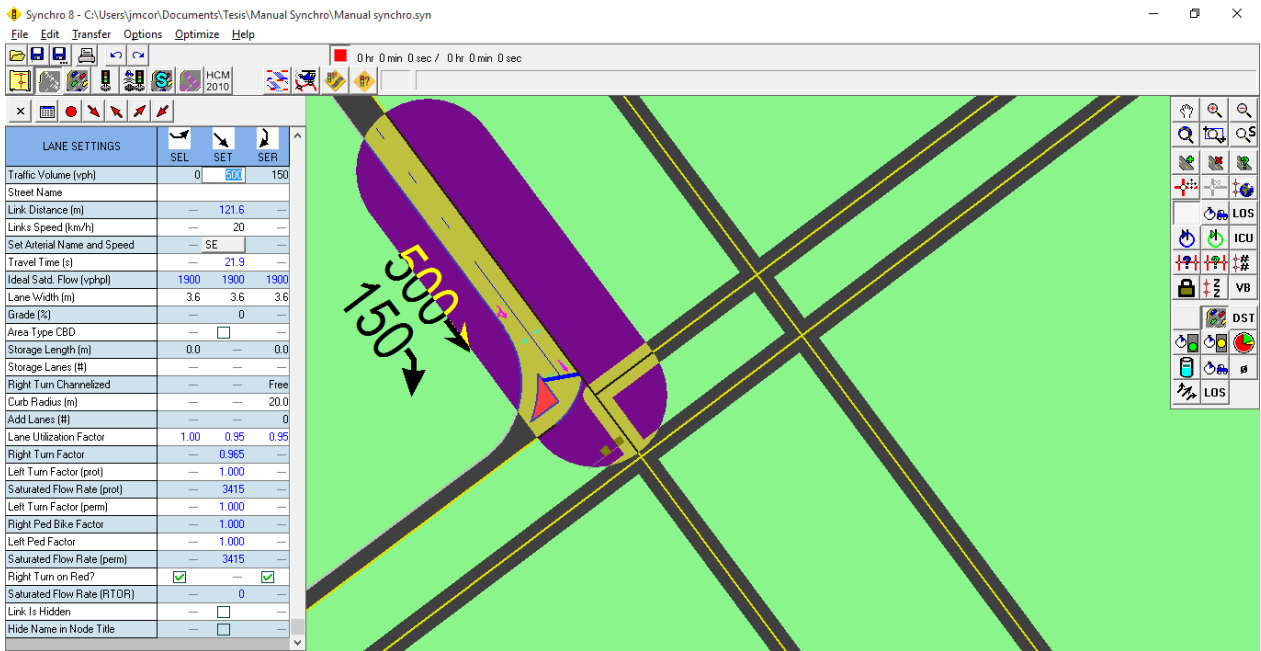 Synchro 8 - C:\Users\jmcor\Documents\Tesis\Manual Synchro\Manual synchro.syn
File Edit Transfer Options Optimize Help
0 hr 0 min 0 sec / 0 hr 0 min 0 sec
HCM
2010
LANE SETTINGS SEL SET SER
Traffic Volume (vph) 0 500 150
Street Name
Link Distance (m) — 121.6 —
Links Speed (km/h) — 20 —
Set Arterial Name and Speed — SE —
Travel Time (s) — 21.9 —
Ideal Satd. Flow (vphpl) 1900 1900 1900
Lane Width (m) 3.6 3.6 3.6
Grade (%) — 0 —
Area Type CBD — —
Storage Length (m) 0.0 — 0.0
Storage Lanes (#) — — —
Right Turn Channelized — — Free
Curb Radius (m) — — 20.0
Add Lanes (#) — — 0
Lane Utilization Factor 1.00 0.95 0.95
Right Turn Factor — 0.965 —
Left Turn Factor (prot) — 1.000 —
Saturated Flow Rate (prot) — 3415 —
Left Turn Factor (perm) — 1.000 —
Right Ped Bike Factor — 1.000 —
Left Ped Factor — 1.000 —
Saturated Flow Rate (perm) — 3415 —
Right Turn on Red? —
Saturated Flow Rate (RTOR) — 0 —
Link Is Hidden — —
Hide Name in Node Title — —
500
150
S
LOS
ICU
##
Z
Z
VB
DST
ø
LOS